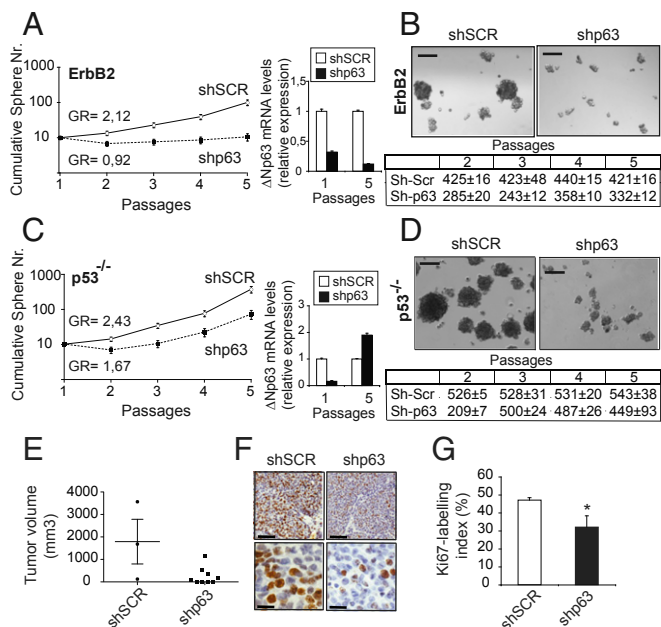 A
Cumulative Sphere Nr.
1000
100
10
1 2 3 4 5
Passages
ErbB2
shSCR
GR= 2,12
GR= 0,92
shp63
ΔNp63 mRNA levels
(relative expression)
shSCR
shp63
1.5
1
0,5
0
1 5
Passages
B
shSCR shp63
ErbB2
Passages
2 3 4 5
Sh-Scr 425±16 423±48 440±15 421±16
Sh-p63 285±20 243±12 358±10 332±12
C
Cumulative Sphere Nr.
1000
100
10
1 2 3 4 5
Passages
p53-/-
shSCR
GR= 2,43
GR= 1,67
shp63
ΔNp63 mRNA levels
(relative expression)
shSCR
shp63
3
2
1
0
1 5
Passages
D
shSCR shp63
p53-/-
Passages
2 3 4 5
Sh-Scr 526±5 528±31 531±20 543±38
Sh-p63 209±7 500±24 487±26 449±93
E
Tumor volume
(mm3)
4000
3000
2000
1000
0
shSCR shp63
F
shSCR shp63
G
Ki67-labelling
index (%)
60
50
40
30
20
10
0
*
shSCR shp63